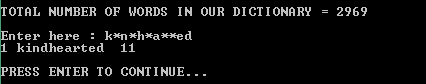 TOTAL NUMBER OF WORDS IN OUR DICTIONARY = 2969
Enter here : k*n*h*a**ed
1 kindhearted  11
PRESS ENTER TO CONTINUE...